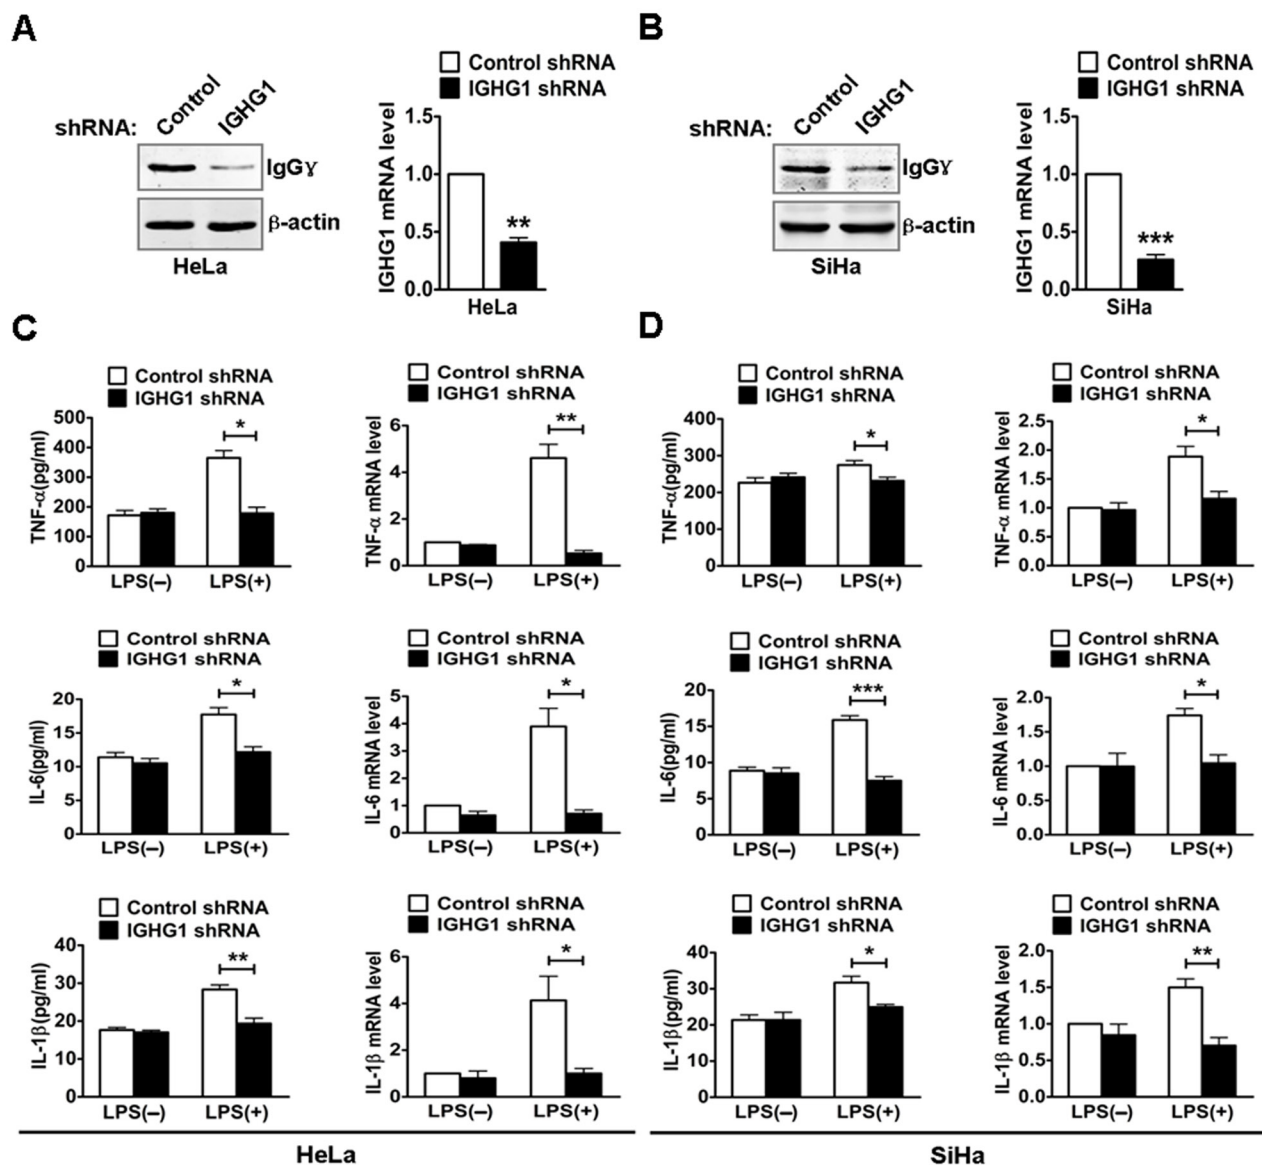 A
shRNA:
Control
IGHG1
IgGɣ
β-actin
HeLa
Control shRNA
IGHG1 shRNA
IGHG1 mRNA level
1.5
1.0
0.5
0.0
**
HeLa
B
shRNA:
Control
IGHG1
IgGɣ
β-actin
SiHa
Control shRNA
IGHG1 shRNA
IGHG1 mRNA level
1.5
1.0
0.5
0.0
***
SiHa
C
Control shRNA
IGHG1 shRNA
TNF-α(pg/ml)
500
400
300
200
100
0
*
LPS(–)
LPS(+)
Control shRNA
IGHG1 shRNA
TNF-α mRNA level
6
4
2
0
**
LPS(–)
LPS(+)
Control shRNA
IGHG1 shRNA
IL-6(pg/ml)
20
15
10
5
0
*
LPS(–)
LPS(+)
Control shRNA
IGHG1 shRNA
IL-6 mRNA level
5
4
3
2
1
0
*
LPS(–)
LPS(+)
Control shRNA
IGHG1 shRNA
IL-1β(pg/ml)
40
30
20
10
0
**
LPS(–)
LPS(+)
Control shRNA
IGHG1 shRNA
IL-1β mRNA level
6
4
2
0
*
LPS(–)
LPS(+)
HeLa
D
Control shRNA
IGHG1 shRNA
TNF-α(pg/ml)
400
300
200
100
0
*
LPS(–)
LPS(+)
Control shRNA
IGHG1 shRNA
TNF-α mRNA level
2.5
2.0
1.5
1.0
0.5
0.0
*
LPS(–)
LPS(+)
Control shRNA
IGHG1 shRNA
IL-6(pg/ml)
20
15
10
5
0
***
LPS(–)
LPS(+)
Control shRNA
IGHG1 shRNA
IL-6 mRNA level
2.0
1.5
1.0
0.5
0.0
*
LPS(–)
LPS(+)
Control shRNA
IGHG1 shRNA
IL-1β(pg/ml)
40
30
20
10
0
*
LPS(–)
LPS(+)
Control shRNA
IGHG1 shRNA
IL-1β mRNA level
2.0
1.5
1.0
0.5
0.0
**
LPS(–)
LPS(+)
SiHa